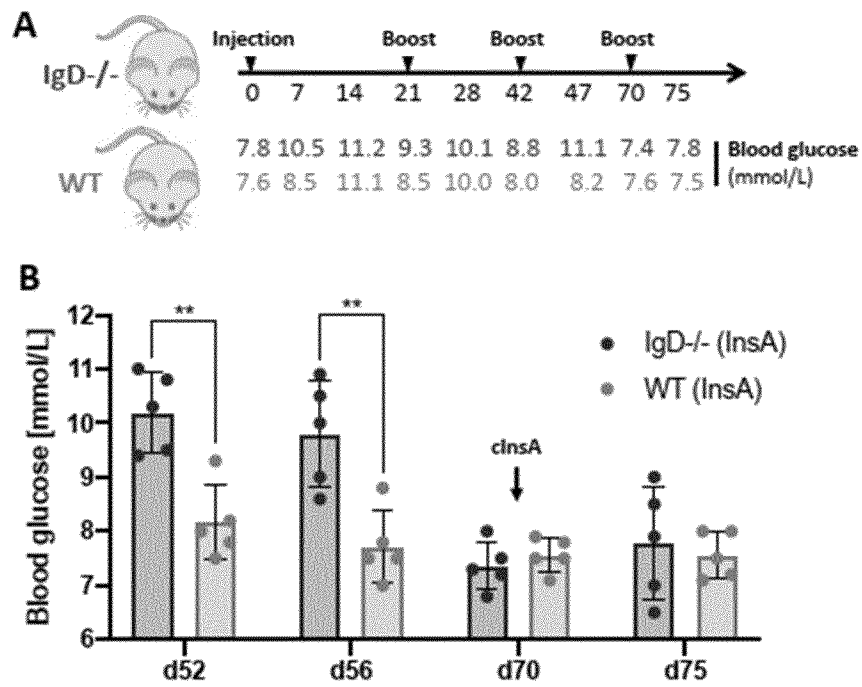 A
Injection Boost Boost Boost
IgD-/-
0 7 14 21 28 42 47 70 75
7.8 10.5 11.2 9.3 10.1 8.8 11.1 7.4 7.8
Blood glucose
WT
7.6 8.5 11.1 8.5 10.0 8.0 8.2 7.6 7.5
(mmol/L)
B
Blood glucose [mmol/L]
12
11
10
9
8
7
6
** **
IgD-/- (InsA)
WT (InsA)
cInsA
d52 d56 d70 d75